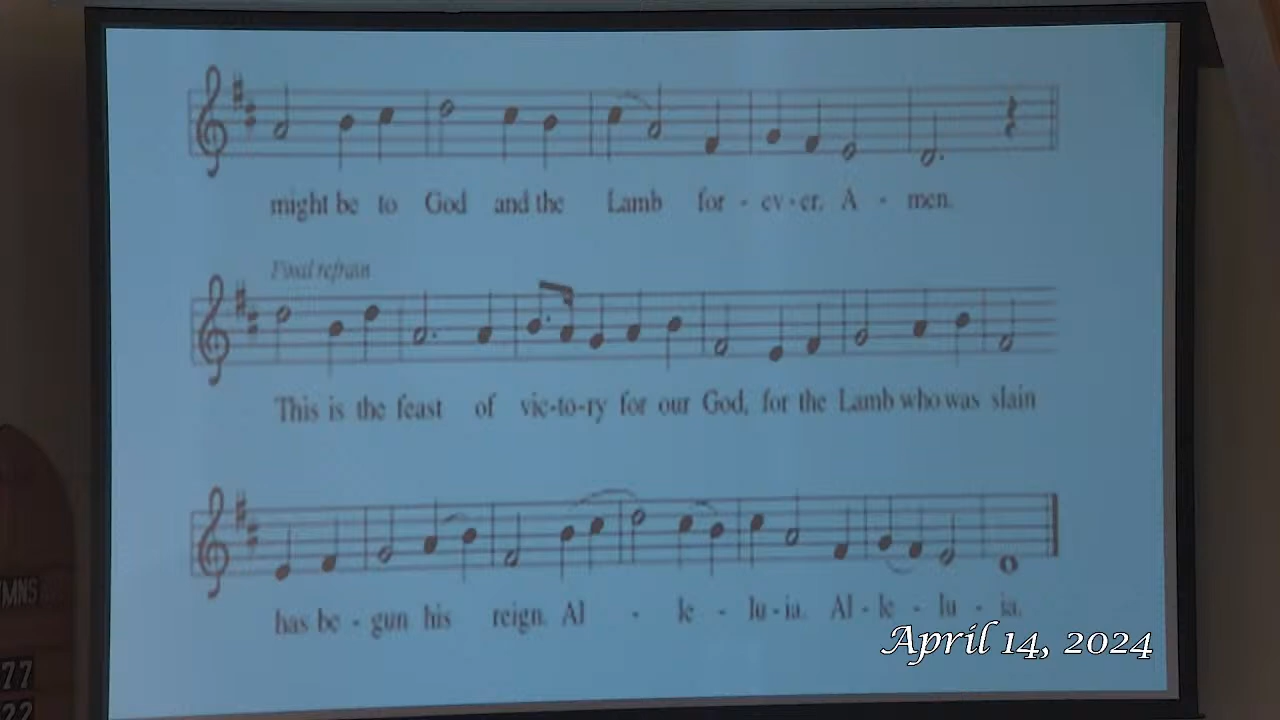 might be to God and the Lamb for - ev - er. A - men.
Final refrain
This is the feast of vic-to-ry for our God, for the Lamb who was slain
has be - gun his reign. Al - le - lu - ia. Al - le - lu - ia.
April 14, 2024
77
22